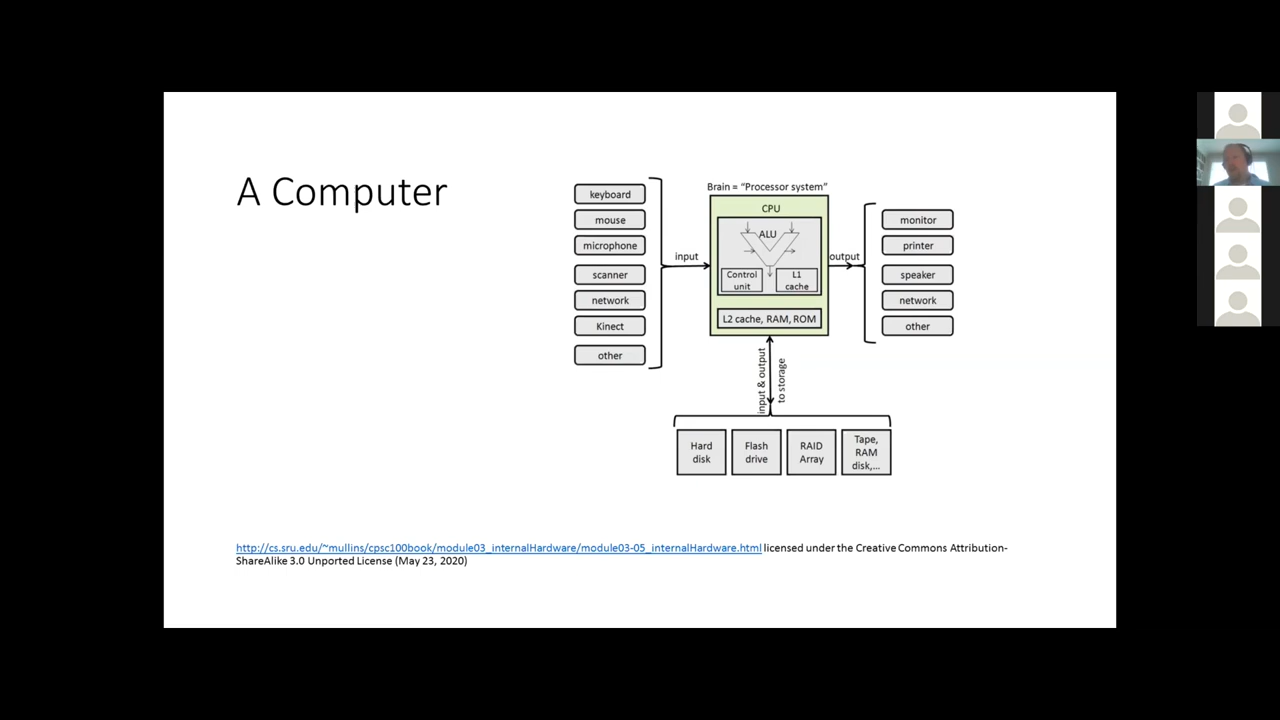 A Computer
keyboard
mouse
microphone
scanner
network
Kinect
other
input
Brain = “Processor system”
CPU
ALU
Control
unit
L1
cache
L2 cache, RAM, ROM
output
monitor
printer
speaker
network
other
input & output
to storage
Hard
disk
Flash
drive
RAID
Array
Tape,
RAM
disk,...
http://cs.sru.edu/~mullins/cpsc100book/module03_internalHardware/module03-05_internalHardware.html licensed under the Creative Commons Attribution-
ShareAlike 3.0 Unported License (May 23, 2020)